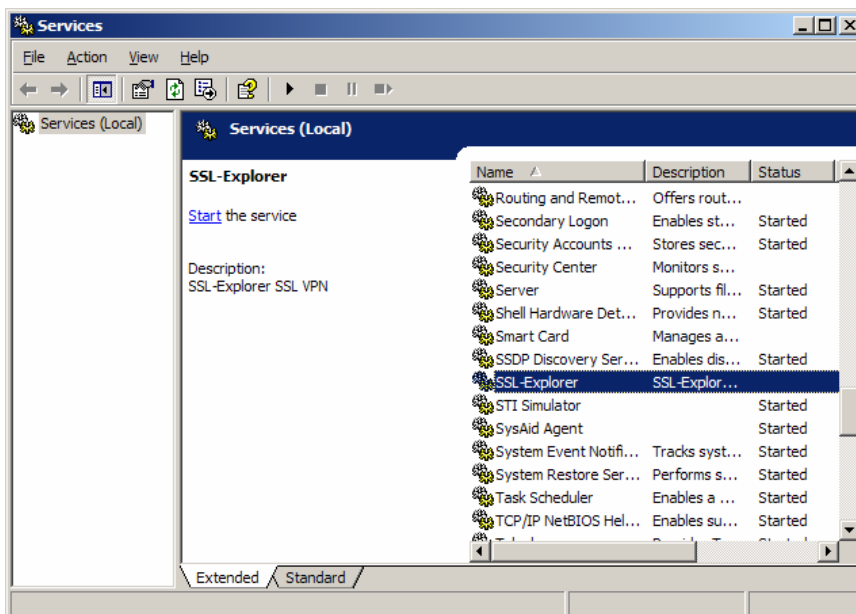 Services
File Action View Help
Services (Local)
Services (Local)
SSL-Explorer
Start the service
Description:
SSL-Explorer SSL VPN
Name Description Status
Routing and Remot... Offers rout...
Secondary Logon Enables st... Started
Security Accounts ... Stores sec... Started
Security Center Monitors s...
Server Supports fil... Started
Shell Hardware Det... Provides n... Started
Smart Card Manages a...
SSDP Discovery Ser... Enables dis... Started
SSL-Explorer SSL-Explor...
STI Simulator Started
SysAid Agent Started
System Event Notifi... Tracks syst... Started
System Restore Ser... Performs s... Started
Task Scheduler Enables a ... Started
TCP/IP NetBIOS Hel... Enables su... Started
Extended Standard